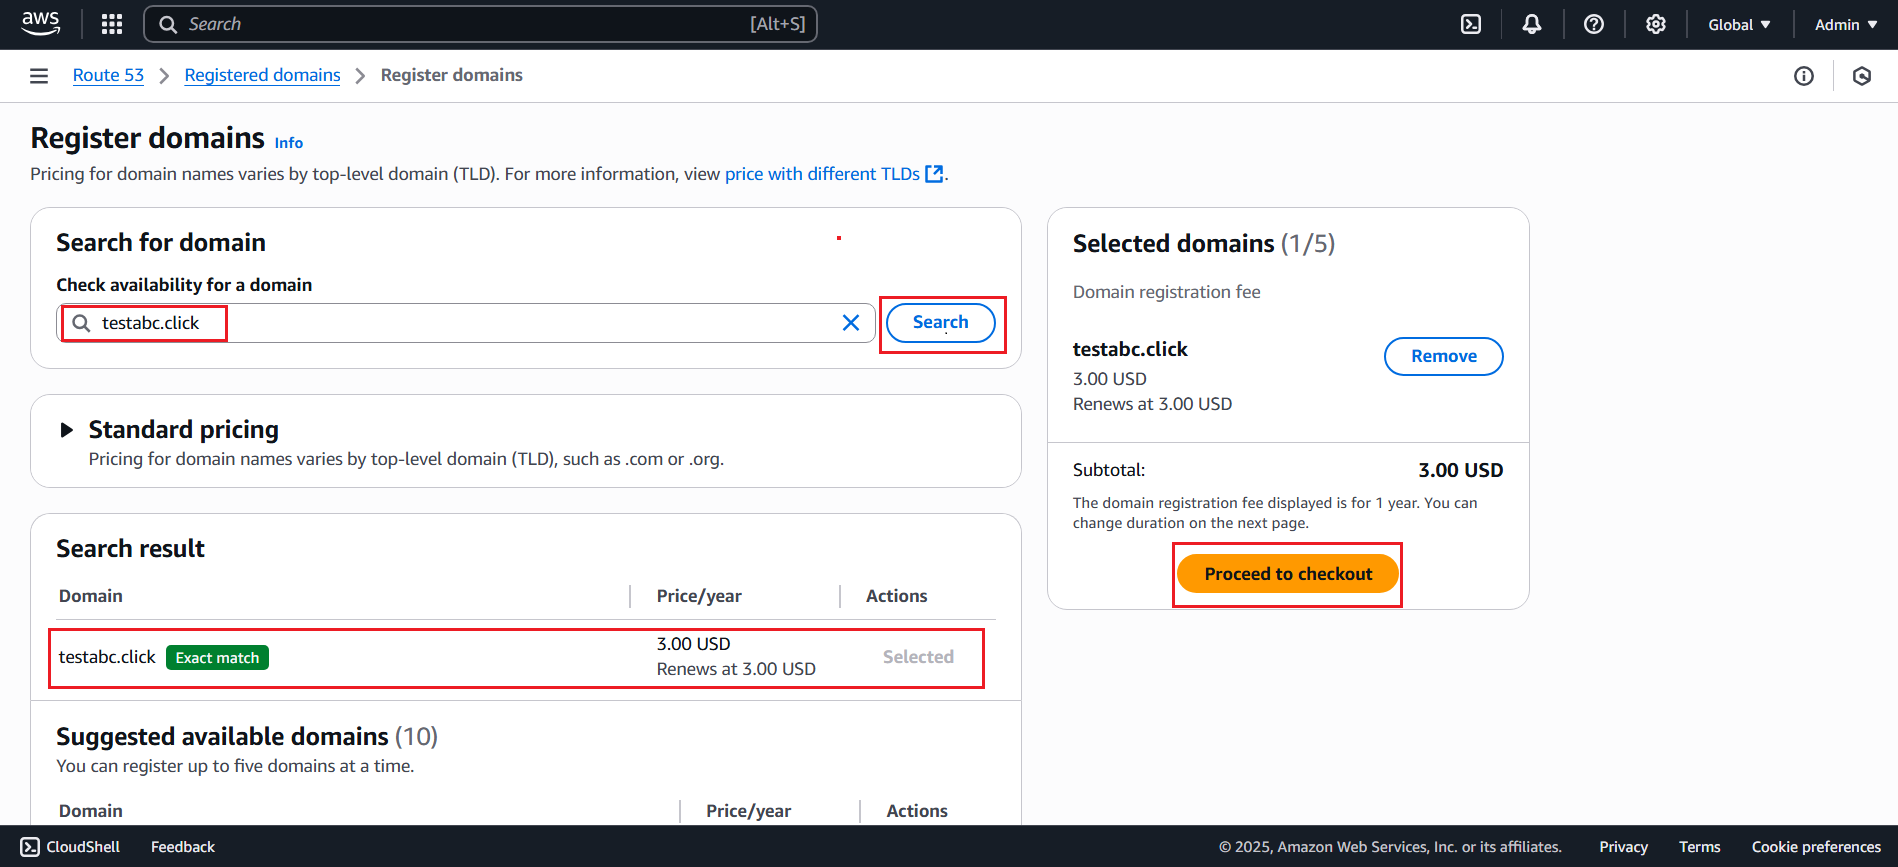 aws
Search [Alt+S]
Global
Admin
Route 53 Registered domains Register domains
Register domains Info
Pricing for domain names varies by top-level domain (TLD). For more information, view price with different TLDs .
Search for domain
Check availability for a domain
testabc.click
Search
Standard pricing
Pricing for domain names varies by top-level domain (TLD), such as .com or .org.
Search result
Domain Price/year Actions
testabc.click Exact match 3.00 USD Selected
Renews at 3.00 USD
Suggested available domains (10)
You can register up to five domains at a time.
Domain Price/year Actions
Selected domains (1/5)
Domain registration fee
testabc.click
Remove
3.00 USD
Renews at 3.00 USD
Subtotal: 3.00 USD
The domain registration fee displayed is for 1 year. You can
change duration on the next page.
Proceed to checkout
CloudShell Feedback © 2025, Amazon Web Services, Inc. or its affiliates. Privacy Terms Cookie preferences